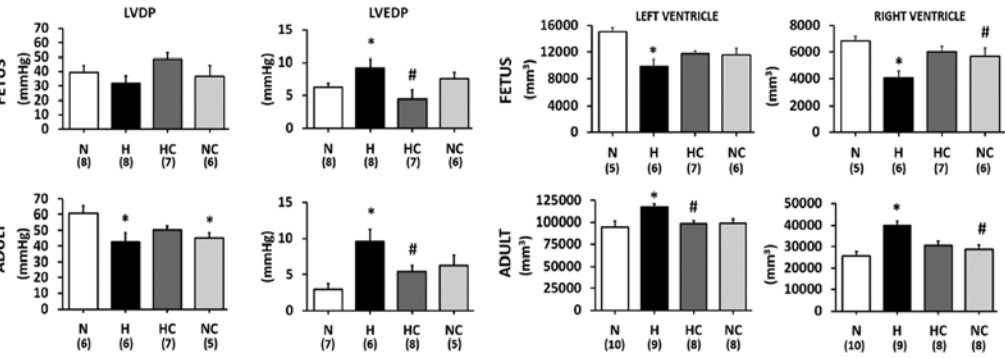 LVDP
LVEDP
LEFT VENTRICLE
RIGHT VENTRICLE
FETUS
(mmHg)
70
60
50
40
30
20
10
0
N H HC NC
(8) (8) (7) (6)
(mmHg)
15
10
5
0
*
#
N H HC NC
(8) (8) (7) (6)
FETUS
(mm³)
16000
12000
8000
4000
0
*
N H HC NC
(5) (6) (7) (6)
(mm³)
8000
6000
4000
2000
0
*
#
N H HC NC
(5) (6) (7) (6)
ADULT
(mmHg)
70
60
50
40
30
20
10
0
* *
N H HC NC
(6) (6) (7) (5)
(mmHg)
15
10
5
0
*
#
N H HC NC
(7) (6) (8) (5)
ADULT
(mm³)
125000
100000
75000
50000
25000
0
* #
N H HC NC
(10) (9) (8) (8)
(mm³)
50000
40000
30000
20000
10000
0
*
#
N H HC NC
(10) (9) (8) (8)